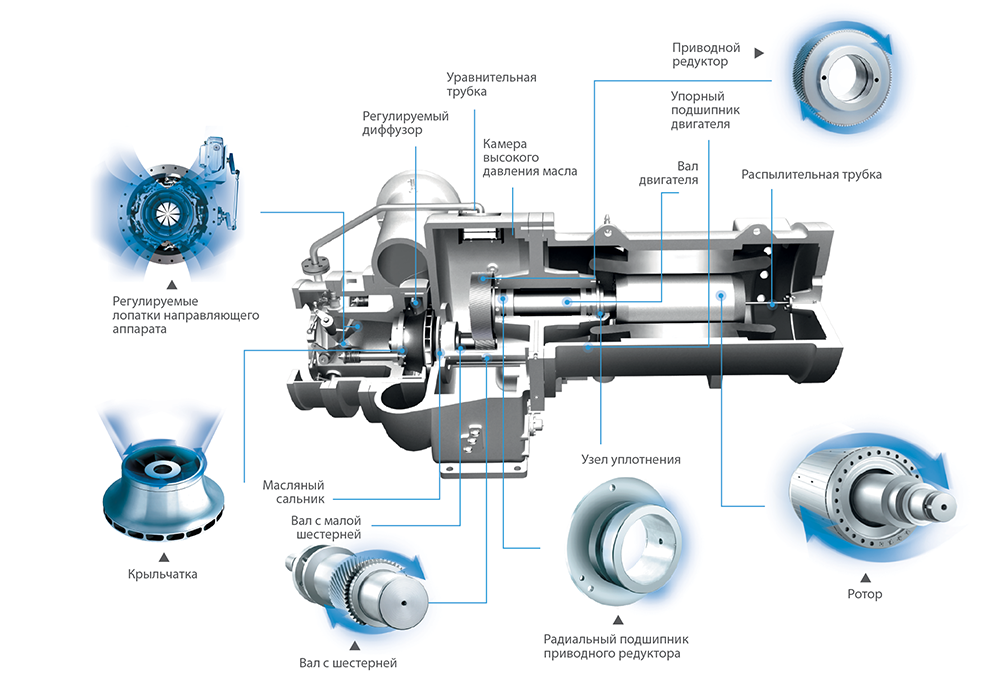 Приводной
редуктор
Уравнительная
трубка
Упорный
подшипник
двигателя
Регулируемый
диффузор
Камера
высокого
давления масла
Вал
двигателя
Распылительная трубка
Регулируемые
лопатки направляющего
аппарата
Узел уплотнения
Масляный
сальник
Вал с малой
шестерней
Крыльчатка
Ротор
Радиальный подшипник
приводного редуктора
Вал с шестерней